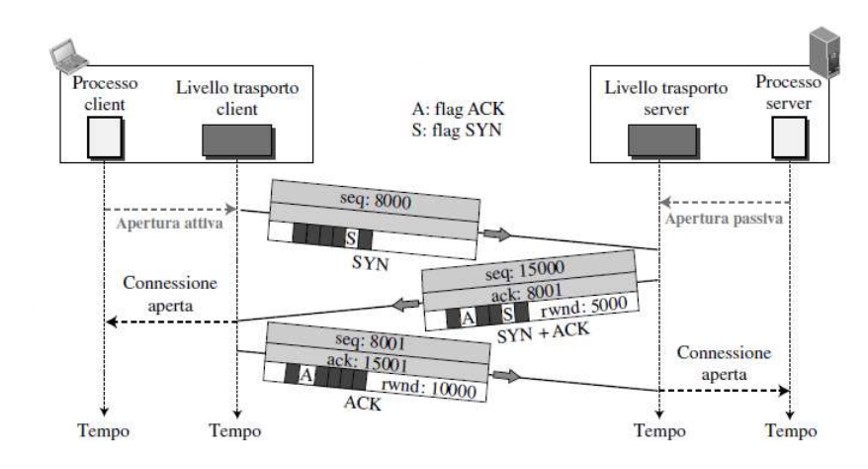 Processo
client
Livello trasporto
client
A: flag ACK
S: flag SYN
Livello trasporto
server
Processo
server
Apertura attiva
Apertura passiva
seq: 8000
S
SYN
seq: 15000
ack: 8001
A S rwnd: 5000
SYN + ACK
Connessione
aperta
seq: 8001
ack: 15001
A rwnd: 10000
ACK
Connessione
aperta
Tempo
Tempo
Tempo
Tempo